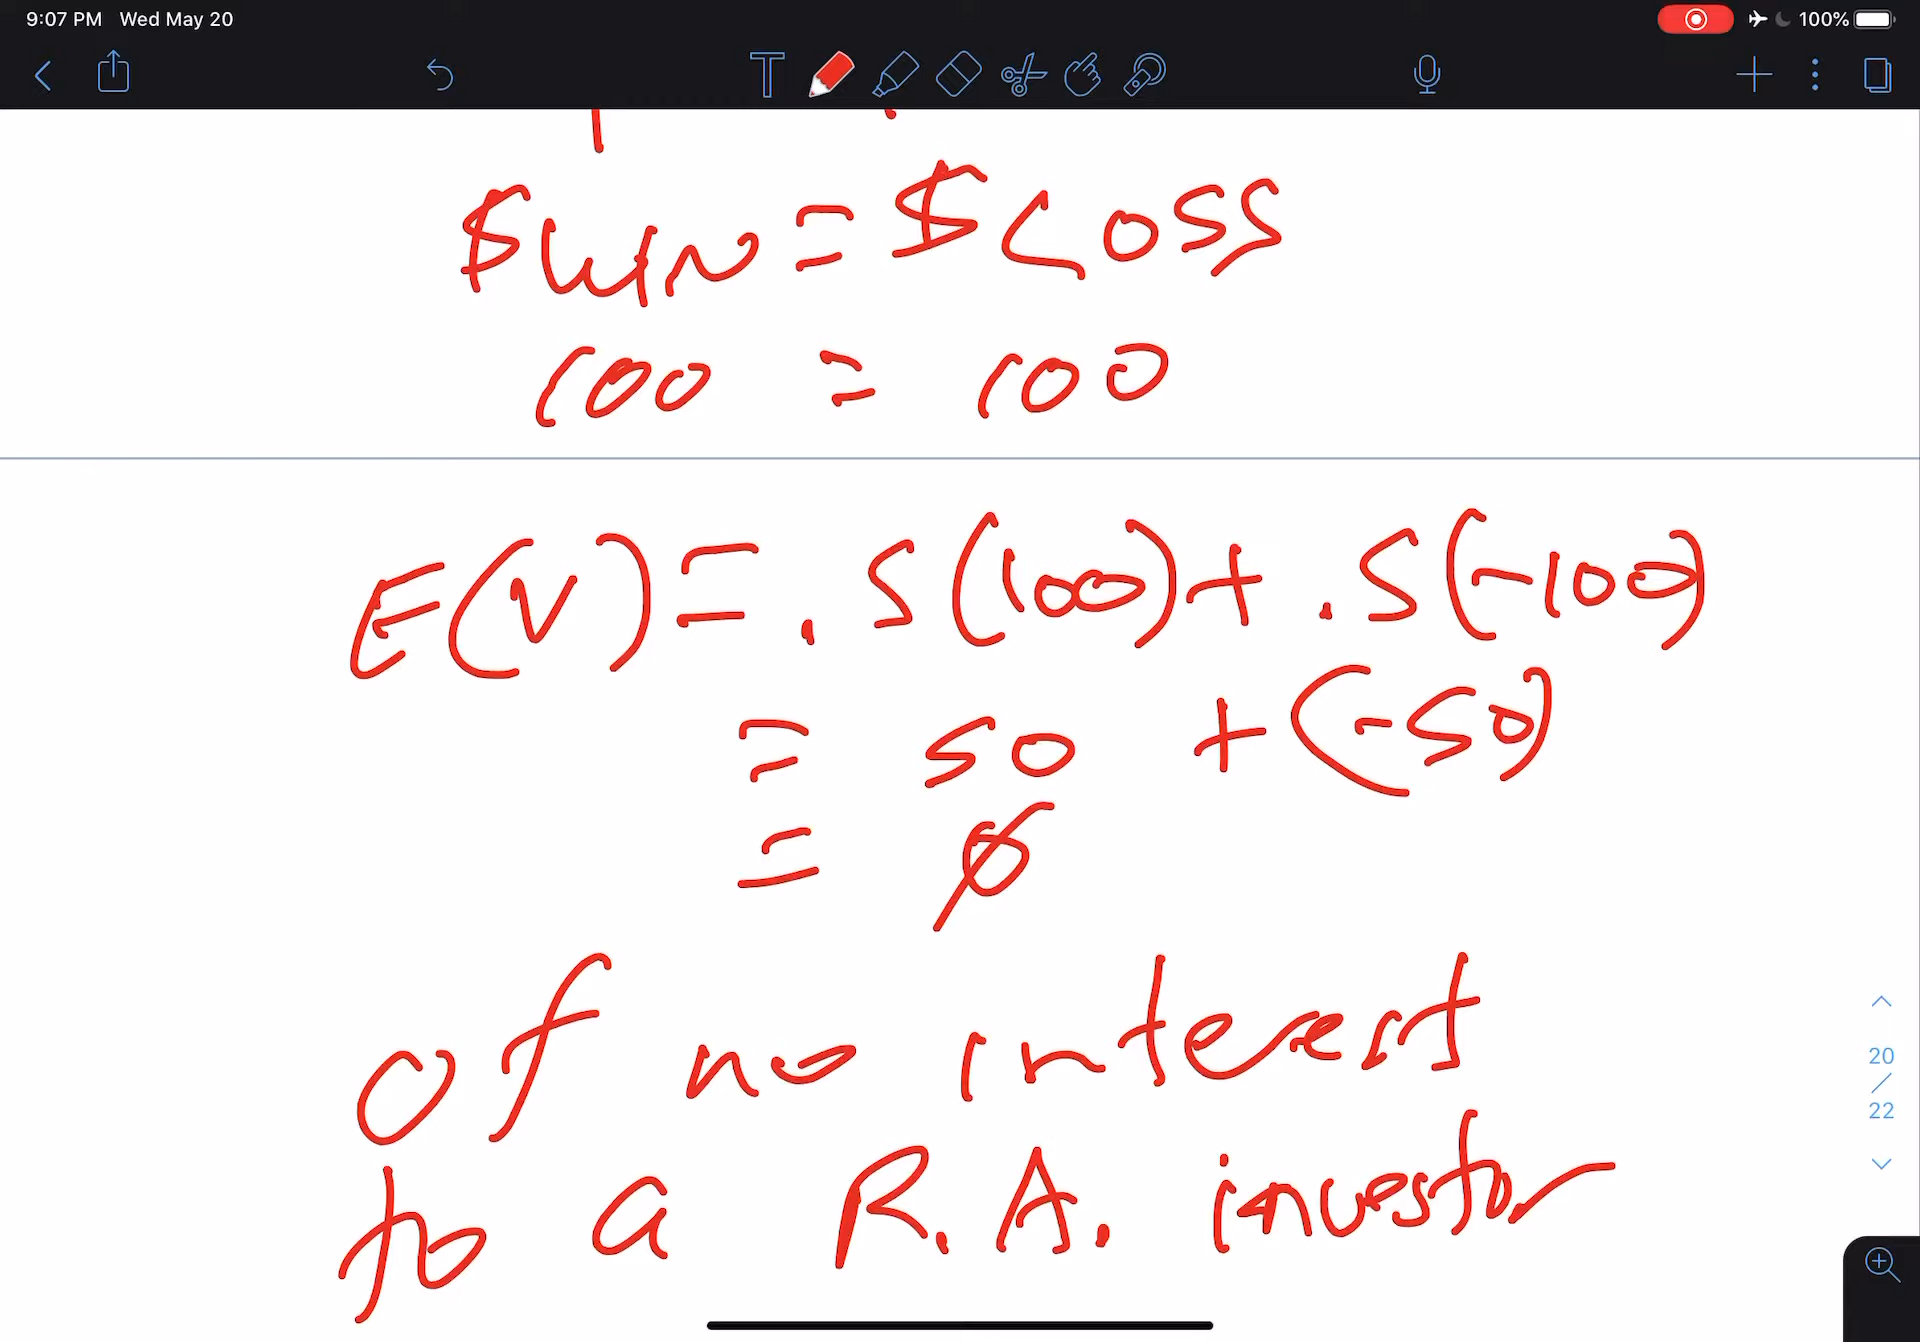 9:07 PM Wed May 20
100%
T
$WIN = $LOSS
100 = 100
E(V) = .5(100) + .5(-100)
= 50 + (-50)
= 0
of no interest
to a R.A. investor
20
/
22